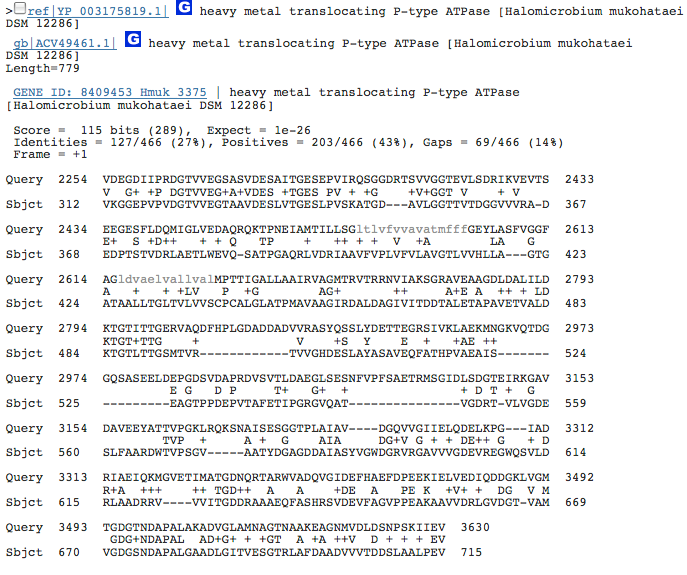 >ref|YP_003175819.1| G heavy metal translocating P-type ATPase [Halomicrobium mukohataei
DSM 12286]
gb|ACV49461.1| G heavy metal translocating P-type ATPase [Halomicrobium mukohataei
DSM 12286]
Length=779
GENE ID: 8409453 Hmuk_3375 | heavy metal translocating P-type ATPase
[Halomicrobium mukohataei DSM 12286]
Score = 115 bits (289), Expect = 1e-26
Identities = 127/466 (27%), Positives = 203/466 (43%), Gaps = 69/466 (14%)
Frame = +1
Query 2254 VDEGDIIPRDGTVVEGSASVDESAITGESEPVIRQSGGDRTSVVGGTEVLSDRIKVEVTS 2433
V G+ +P DGTVVEG+A+VDES +TGES PV + +G +V+GGT V + V
Sbjct 312 VKGGEPVPVDGTVVEGTAAVDESLVTGESLPVSKATGD---AVLGGTTVTDGGVVVRA-D 367
Query 2434 EEGESFLDQMIGLVEDAQRQKTPNEIAMTILLSGltlvfvvavatmfffGEYLASFVGGF 2613
E+ S +D++ + + Q TP + ++ + + v +A LA G
Sbjct 368 EDPTSTVDRLAETLWEVQ-SATPGAQRLVDRIAAVFVPLVFVLAVGTLVVHLLA---GTG 423
Query 2614 AGldvaelvallvalMPTTIGALLAAIRVAGMTRVTRRNVIAKSGRAVEAAGDLDALILD 2793
A + + +LV P +G AG+ ++ A+E A ++ + LD
Sbjct 424 ATAALLTGLTVLVVSCPCALGLATPMAVAAGIRDALDAGIVITDDTALETAPAVETVALD 483
Query 2794 KTGTITTGERVAQDFHPLGDADDADVVRASYQSSLYDETTEGRSIVKLAEKMNGKVQTDG 2973
KTGT+TTG + V +S Y E + +AE ++
Sbjct 484 KTGTLTTGSMTVR-----------TVVGHDESLAYASAVEQFATHPVAEAIS------- 524
Query 2974 GQSASEELDEPGDSVDAPRDVSVTLDAEGLSESNFVPFSAETRMSGIDLSDGTEIRKGAV 3153
E G D P T+ G+ + + D T + G
Sbjct 525 ---------EAGTPPDEPVTAFETIPGRGVQAT--------------VGDRT-VLVGDE 559
Query 3154 DAVEEYATTVPGKLRQKSNAISESGGTPLAIAV----DGQVVGIIELQDELKPG---IAD 3312
TVP + A + G AIA DG+V G + + DE++ G + D
Sbjct 560 SLFAARDWTVPSGV-----AATYDAGADAISYVGWDGRVRGAVVVGDEVREGWQSVLD 614
Query 3313 RIAEIQKMGVETIMATGDNQRTARWVADQVGIDEFHAEFDPEEKIELVEDIQDDGKLVGM 3492
R+A +++ ++ TGD++ A A +DE A PE K +V+ + DG V M
Sbjct 615 RLAADRRV----VVITGDDRAAAEQFASHRSVDEVFAGVPPEAKAAVVDRLGVDGT-VAM 669
Query 3493 TGDGTNDAPALAKADVGLAMNAGTNAAKEAGNMVDLDSNPSKIIEV 3630
GDG+NDAPAL AD+G+ + +GT A +A ++V D + + EV
Sbjct 670 VGDGSNDAPALGAADLGITVESGTRLAFDAADVVVTDDSLAALPEV 715